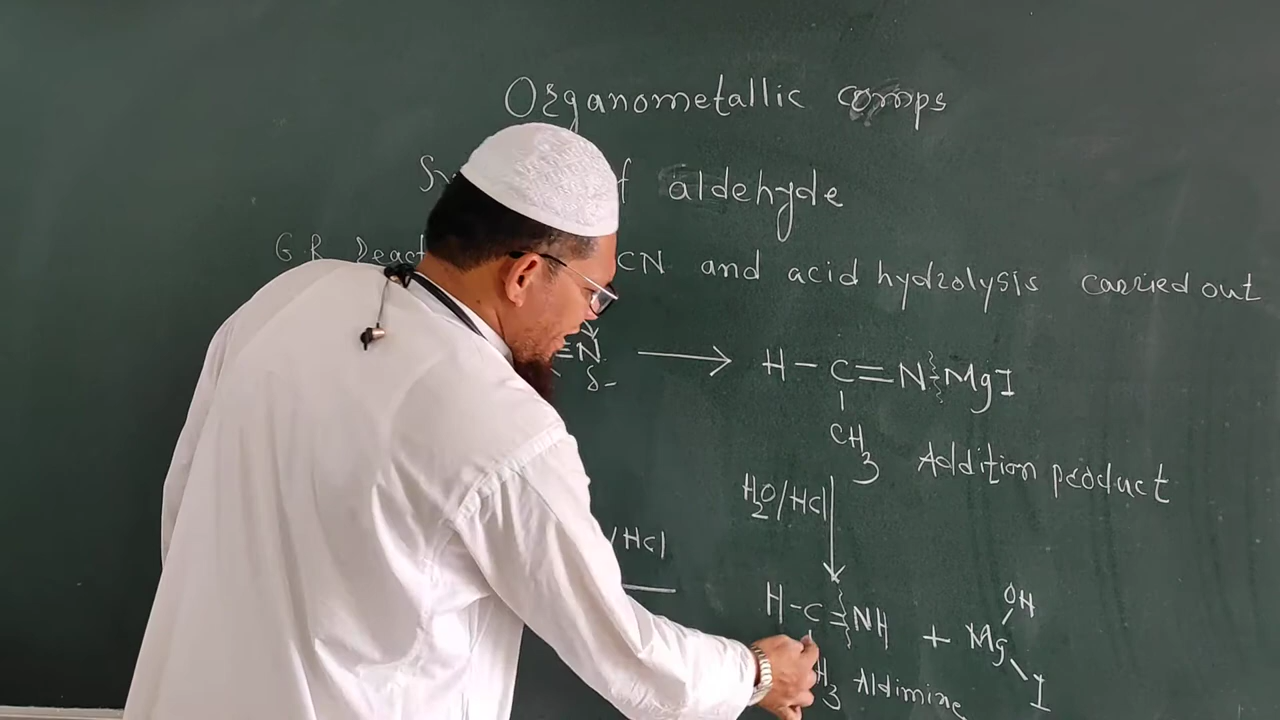 Organometallic comps
aldehyde
G.R. CN and acid hydrolysis carried out
≡N δ- → H-C=N MgI
CH3 Addition product
H2O/HCl
/HCl
H-C=NH + Mg OH I
H3 Aldimine